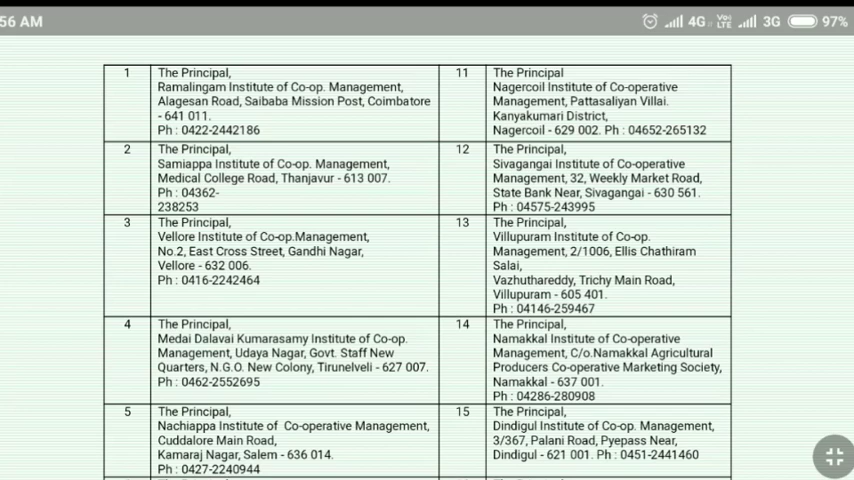 56 AM
4G
Vo)
LTE
3G
97%
1
The Principal,
Ramalingam Institute of Co-op. Management,
Alagesan Road, Saibaba Mission Post, Coimbatore
- 641 011.
Ph : 0422-2442186
11
The Principal
Nagercoil Institute of Co-operative
Management, Pattasaliyan Villai.
Kanyakumari District,
Nagercoil - 629 002. Ph : 04652-265132
2
The Principal,
Samiappa Institute of Co-op. Management,
Medical College Road, Thanjavur - 613 007.
Ph : 04362-
238253
12
The Principal,
Sivagangai Institute of Co-operative
Management, 32, Weekly Market Road,
State Bank Near, Sivagangai - 630 561.
Ph : 04575-243995
3
The Principal,
Vellore Institute of Co-op.Management,
No.2, East Cross Street, Gandhi Nagar,
Vellore - 632 006.
Ph : 0416-2242464
13
The Principal,
Villupuram Institute of Co-op.
Management, 2/1006, Ellis Chathiram
Salai,
Vazhuthareddy, Trichy Main Road,
Villupuram - 605 401.
Ph : 04146-259467
4
The Principal,
Medai Dalavai Kumarasamy Institute of Co-op.
Management, Udaya Nagar, Govt. Staff New
Quarters, N.G.O. New Colony, Tirunelveli - 627 007.
Ph : 0462-2552695
14
The Principal,
Namakkal Institute of Co-operative
Management, C/o.Namakkal Agricultural
Producers Co-operative Marketing Society,
Namakkal - 637 001.
Ph : 04286-280908
5
The Principal,
Nachiappa Institute of Co-operative Management,
Cuddalore Main Road,
Kamaraj Nagar, Salem - 636 014.
Ph : 0427-2240944
15
The Principal,
Dindigul Institute of Co-op. Management,
3/367, Palani Road, Pyepass Near,
Dindigul - 621 001. Ph : 0451-2441460